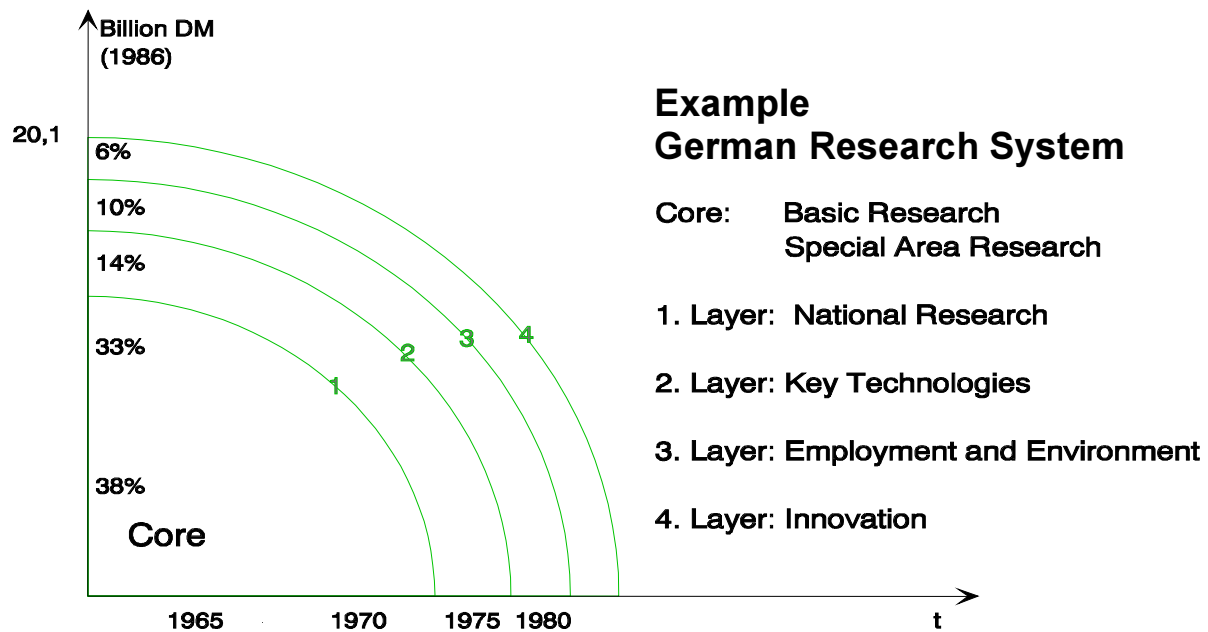 Billion DM
(1986)
20,1
6%
10%
14%
33%
38%
Core
1
2
3
4
1965
1970
1975
1980
t
Example
German Research System
Core: Basic Research
Special Area Research
1. Layer: National Research
2. Layer: Key Technologies
3. Layer: Employment and Environment
4. Layer: Innovation